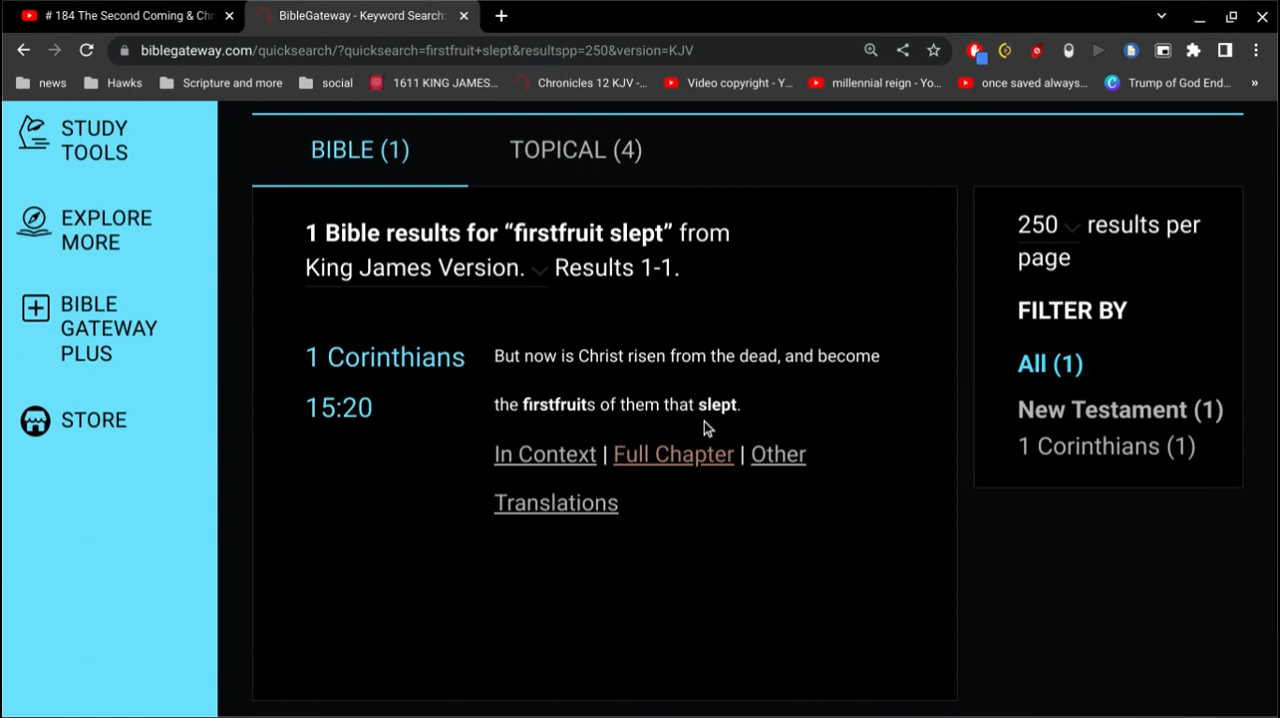 # 184 The Second Coming & Chr
BibleGateway - Keyword Search:
biblegateway.com/quicksearch/?quicksearch=firstfruit+slept&resultspp=250&version=KJV
news
Hawks
Scripture and more
social
1611 KING JAMES...
Chronicles 12 KJV -...
Video copyright - Y...
millennial reign - Yo...
once saved always...
Trump of God End...
»
STUDY
TOOLS
EXPLORE
MORE
BIBLE
GATEWAY
PLUS
STORE
BIBLE (1)
TOPICAL (4)
1 Bible results for “firstfruit slept” from
King James Version. Results 1-1.
1 Corinthians
15:20
But now is Christ risen from the dead, and become
the firstfruits of them that slept.
In Context | Full Chapter | Other
Translations
250 results per
page
FILTER BY
All (1)
New Testament (1)
1 Corinthians (1)